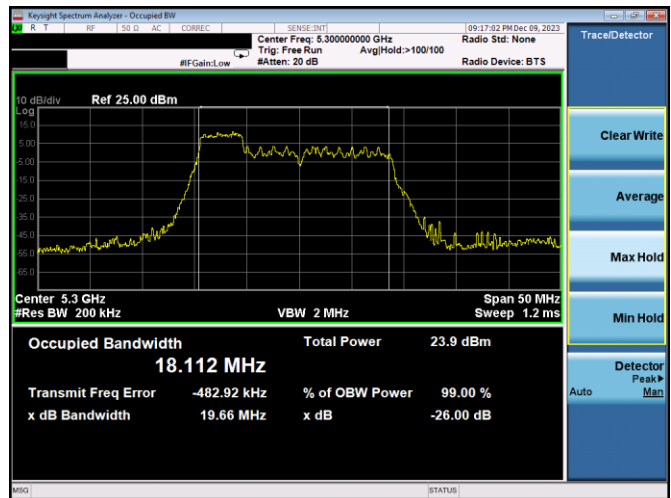 Keysight Spectrum Analyzer - Occupied BW
R T RF 50 Ω AC CORREC SENSE:INT 09:17:02 PM Dec 09, 2023
Center Freq: 5.300000000 GHz Radio Std: None
Trig: Free Run Avg|Hold:>100/100
#IFGain:Low #Atten: 20 dB Radio Device: BTS
10 dB/div Ref 25.00 dBm
Log
15.0
5.00
-5.00
-15.0
-25.0
-35.0
-45.0
-55.0
-65.0
Center 5.3 GHz Span 50 MHz
#Res BW 200 kHz VBW 2 MHz Sweep 1.2 ms
Occupied Bandwidth Total Power 23.9 dBm
18.112 MHz
Transmit Freq Error -482.92 kHz % of OBW Power 99.00 %
x dB Bandwidth 19.66 MHz x dB -26.00 dB
MSG STATUS
Trace/Detector
Clear Write
Average
Max Hold
Min Hold
Detector
Peak▶
Auto Man